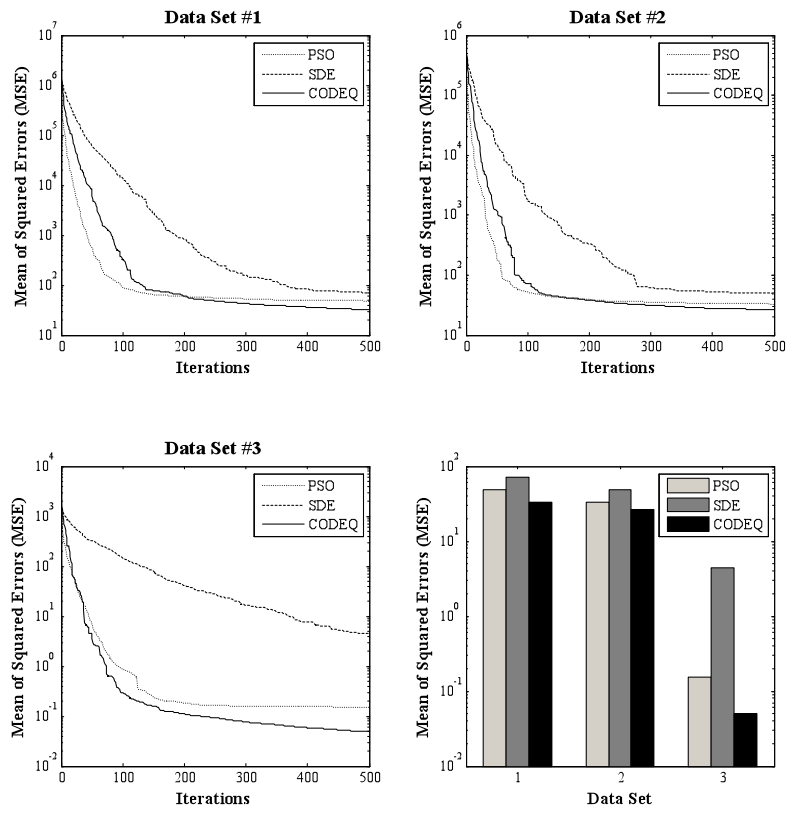 Data Set #1
Mean of Squared Errors (MSE)
10^7
10^6
10^5
10^4
10^3
10^2
10^1
PSO
SDE
CODEQ
0 100 200 300 400 500
Iterations
Data Set #2
Mean of Squared Errors (MSE)
10^6
10^5
10^4
10^3
10^2
10^1
PSO
SDE
CODEQ
0 100 200 300 400 500
Iterations
Data Set #3
Mean of Squared Errors (MSE)
10^4
10^3
10^2
10^1
10^0
10^-1
10^-2
PSO
SDE
CODEQ
0 100 200 300 400 500
Iterations
Mean of Squared Errors (MSE)
10^2
10^1
10^0
10^-1
10^-2
PSO
SDE
CODEQ
1 2 3
Data Set